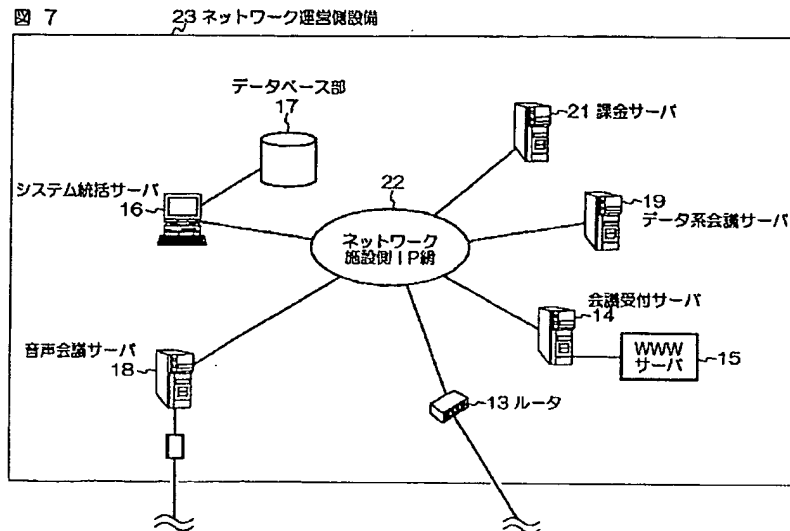 図 7
23 ネットワーク運営側設備
データベース部
17
21 課金サーバ
システム統括サーバ
16
22
ネットワーク
施設側IP網
19
データ系会議サーバ
会議受付サーバ
14
WWW
サーバ
15
音声会議サーバ
18
13 ルータ